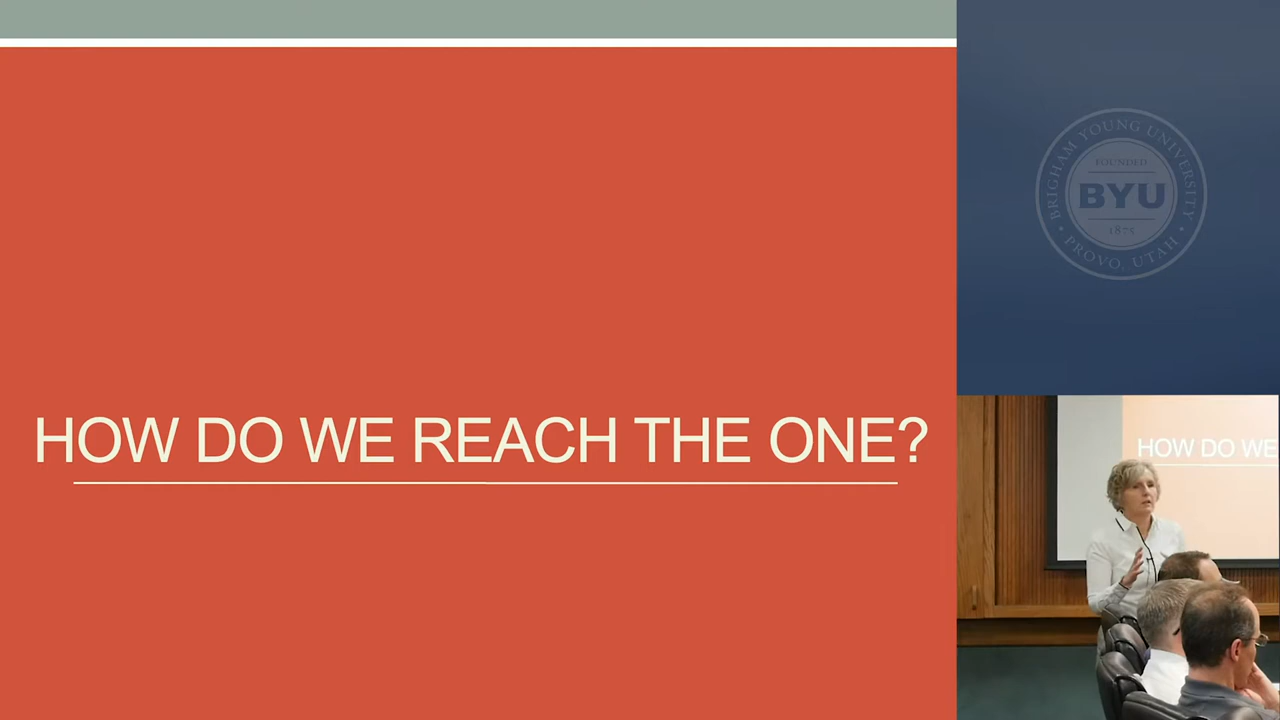 HOW DO WE REACH THE ONE?
BRIGHAM YOUNG UNIVERSITY
FOUNDED
BYU
1875
• PROVO, UTAH •
HOW DO WE